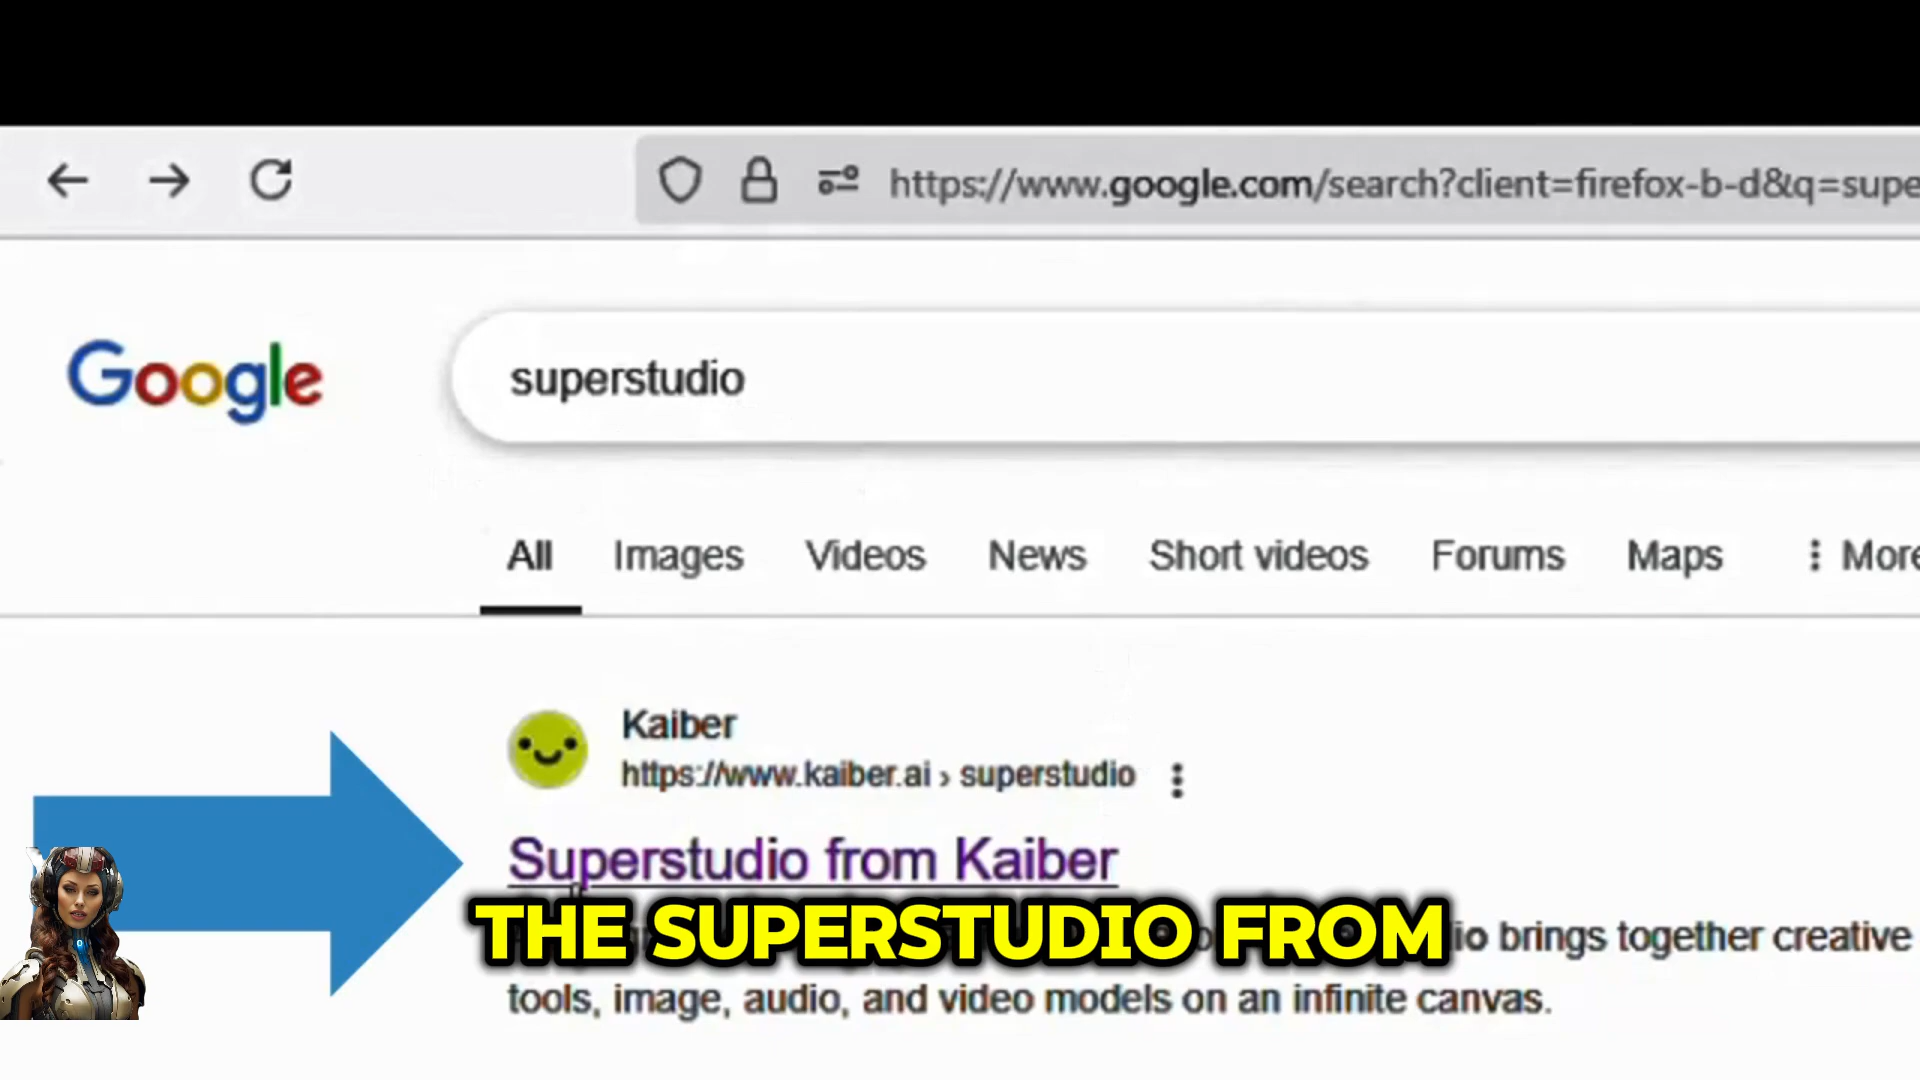 https://www.google.com/search?client=firefox-b-d&q=supe
Google
superstudio
All Images Videos News Short videos Forums Maps More
Kaiber
https://www.kaiber.ai › superstudio
Superstudio from Kaiber
THE SUPERSTUDIO FROM
io brings together creative
tools, image, audio, and video models on an infinite canvas.